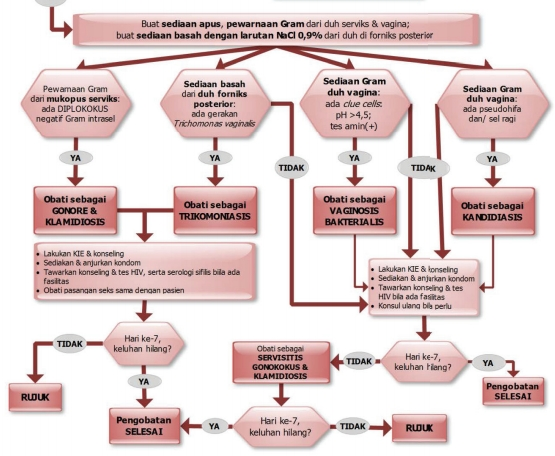 Buat sediaan apus, pewarnaan Gram dari duh serviks & vagina;
buat sediaan basah dengan larutan NaCl 0,9% dari duh di forniks posterior
Pewarnaan Gram
dari mukopus serviks:
ada DIPLOKOKUS
negatif Gram intrasel
Sediaan basah
dari duh forniks
posterior:
ada gerakan
Trichomonas vaginalis
Sediaan Gram
duh vagina:
ada clue cells:
pH >4,5;
tes amin(+)
Sediaan Gram
duh vagina:
ada pseudohifa
dan/ sel ragi
YA
YA
TIDAK
YA
TIDAK
YA
Obati sebagai
GONORE &
KLAMIDIOSIS
Obati sebagai
TRIKOMONIASIS
Obati sebagai
VAGINOSIS
BAKTERIALIS
Obati sebagai
KANDIDIASIS
• Lakukan KIE & konseling
• Sediakan & anjurkan kondom
• Tawarkan konseling & tes HIV, serta serologi sifilis bila ada
fasilitas
• Obati pasangan seks sama dengan pasien
• Lakukan KIE & konseling
• Sediakan & anjurkan kondom
• Tawarkan konseling & tes
HIV bila ada fasilitas
• Konsul ulang bila perlu
TIDAK
Hari ke-7,
keluhan hilang?
Obati sebagai
SERVISITIS
GONOKOKUS &
KLAMIDIOSIS
TIDAK
Hari ke-7,
keluhan hilang?
YA
RUJUK
YA
Pengobatan
SELESAI
Pengobatan
SELESAI
YA
Hari ke-7,
keluhan hilang?
TIDAK
RUJUK